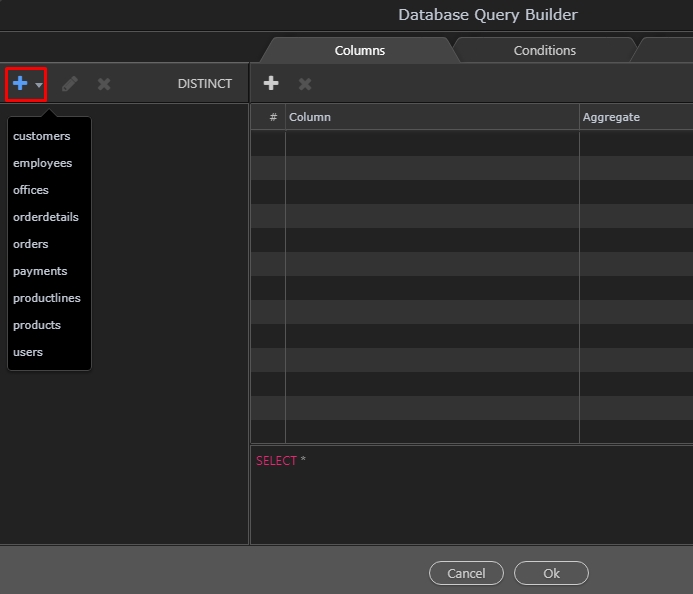 Database Query Builder
Columns
Conditions
DISTINCT
# Column Aggregate
customers
employees
offices
orderdetails
orders
payments
productlines
products
users
SELECT *
Cancel
Ok